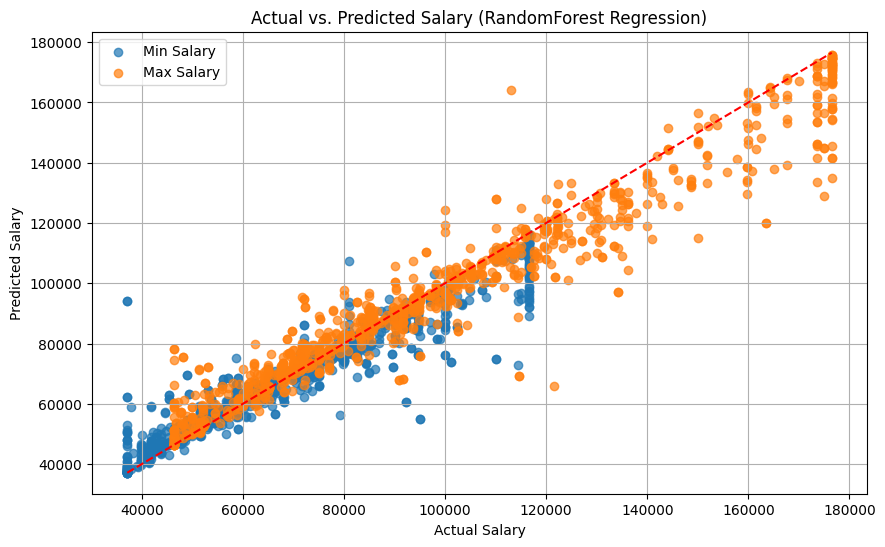 Actual vs. Predicted Salary (RandomForest Regression)
Min Salary
Max Salary
Predicted Salary
180000
160000
140000
120000
100000
80000
60000
40000
40000 60000 80000 100000 120000 140000 160000 180000
Actual Salary